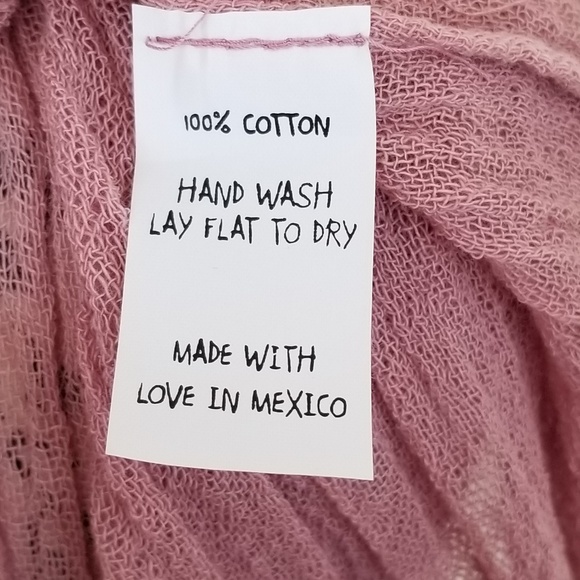 100% COTTON
HAND WASH
LAY FLAT TO DRY
MADE WITH
LOVE IN MEXICO